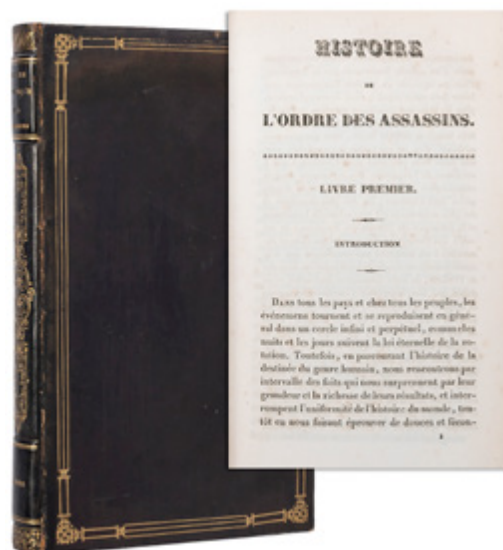 HISTOIRE
DE
L'ORDRE DES ASSASSINS.
LIVRE PREMIER.
INTRODUCTION
DANS tous les pays et chez tous les peuples, les
événemens tournent et se reproduisent en géné-
ral dans un cercle infini et perpétuel, comme les
nuits et les jours suivent la loi éternelle de la ro-
tation. Toutefois, en parcourant l'histoire de la
destinée du genre humain, nous rencontrons par
intervalle des faits qui nous surprennent par leur
grandeur et la richesse de leurs résultats, et inter-
rompent l'uniformité de l'histoire du monde, tan-
tôt en nous faisant éprouver de douces et fécon-